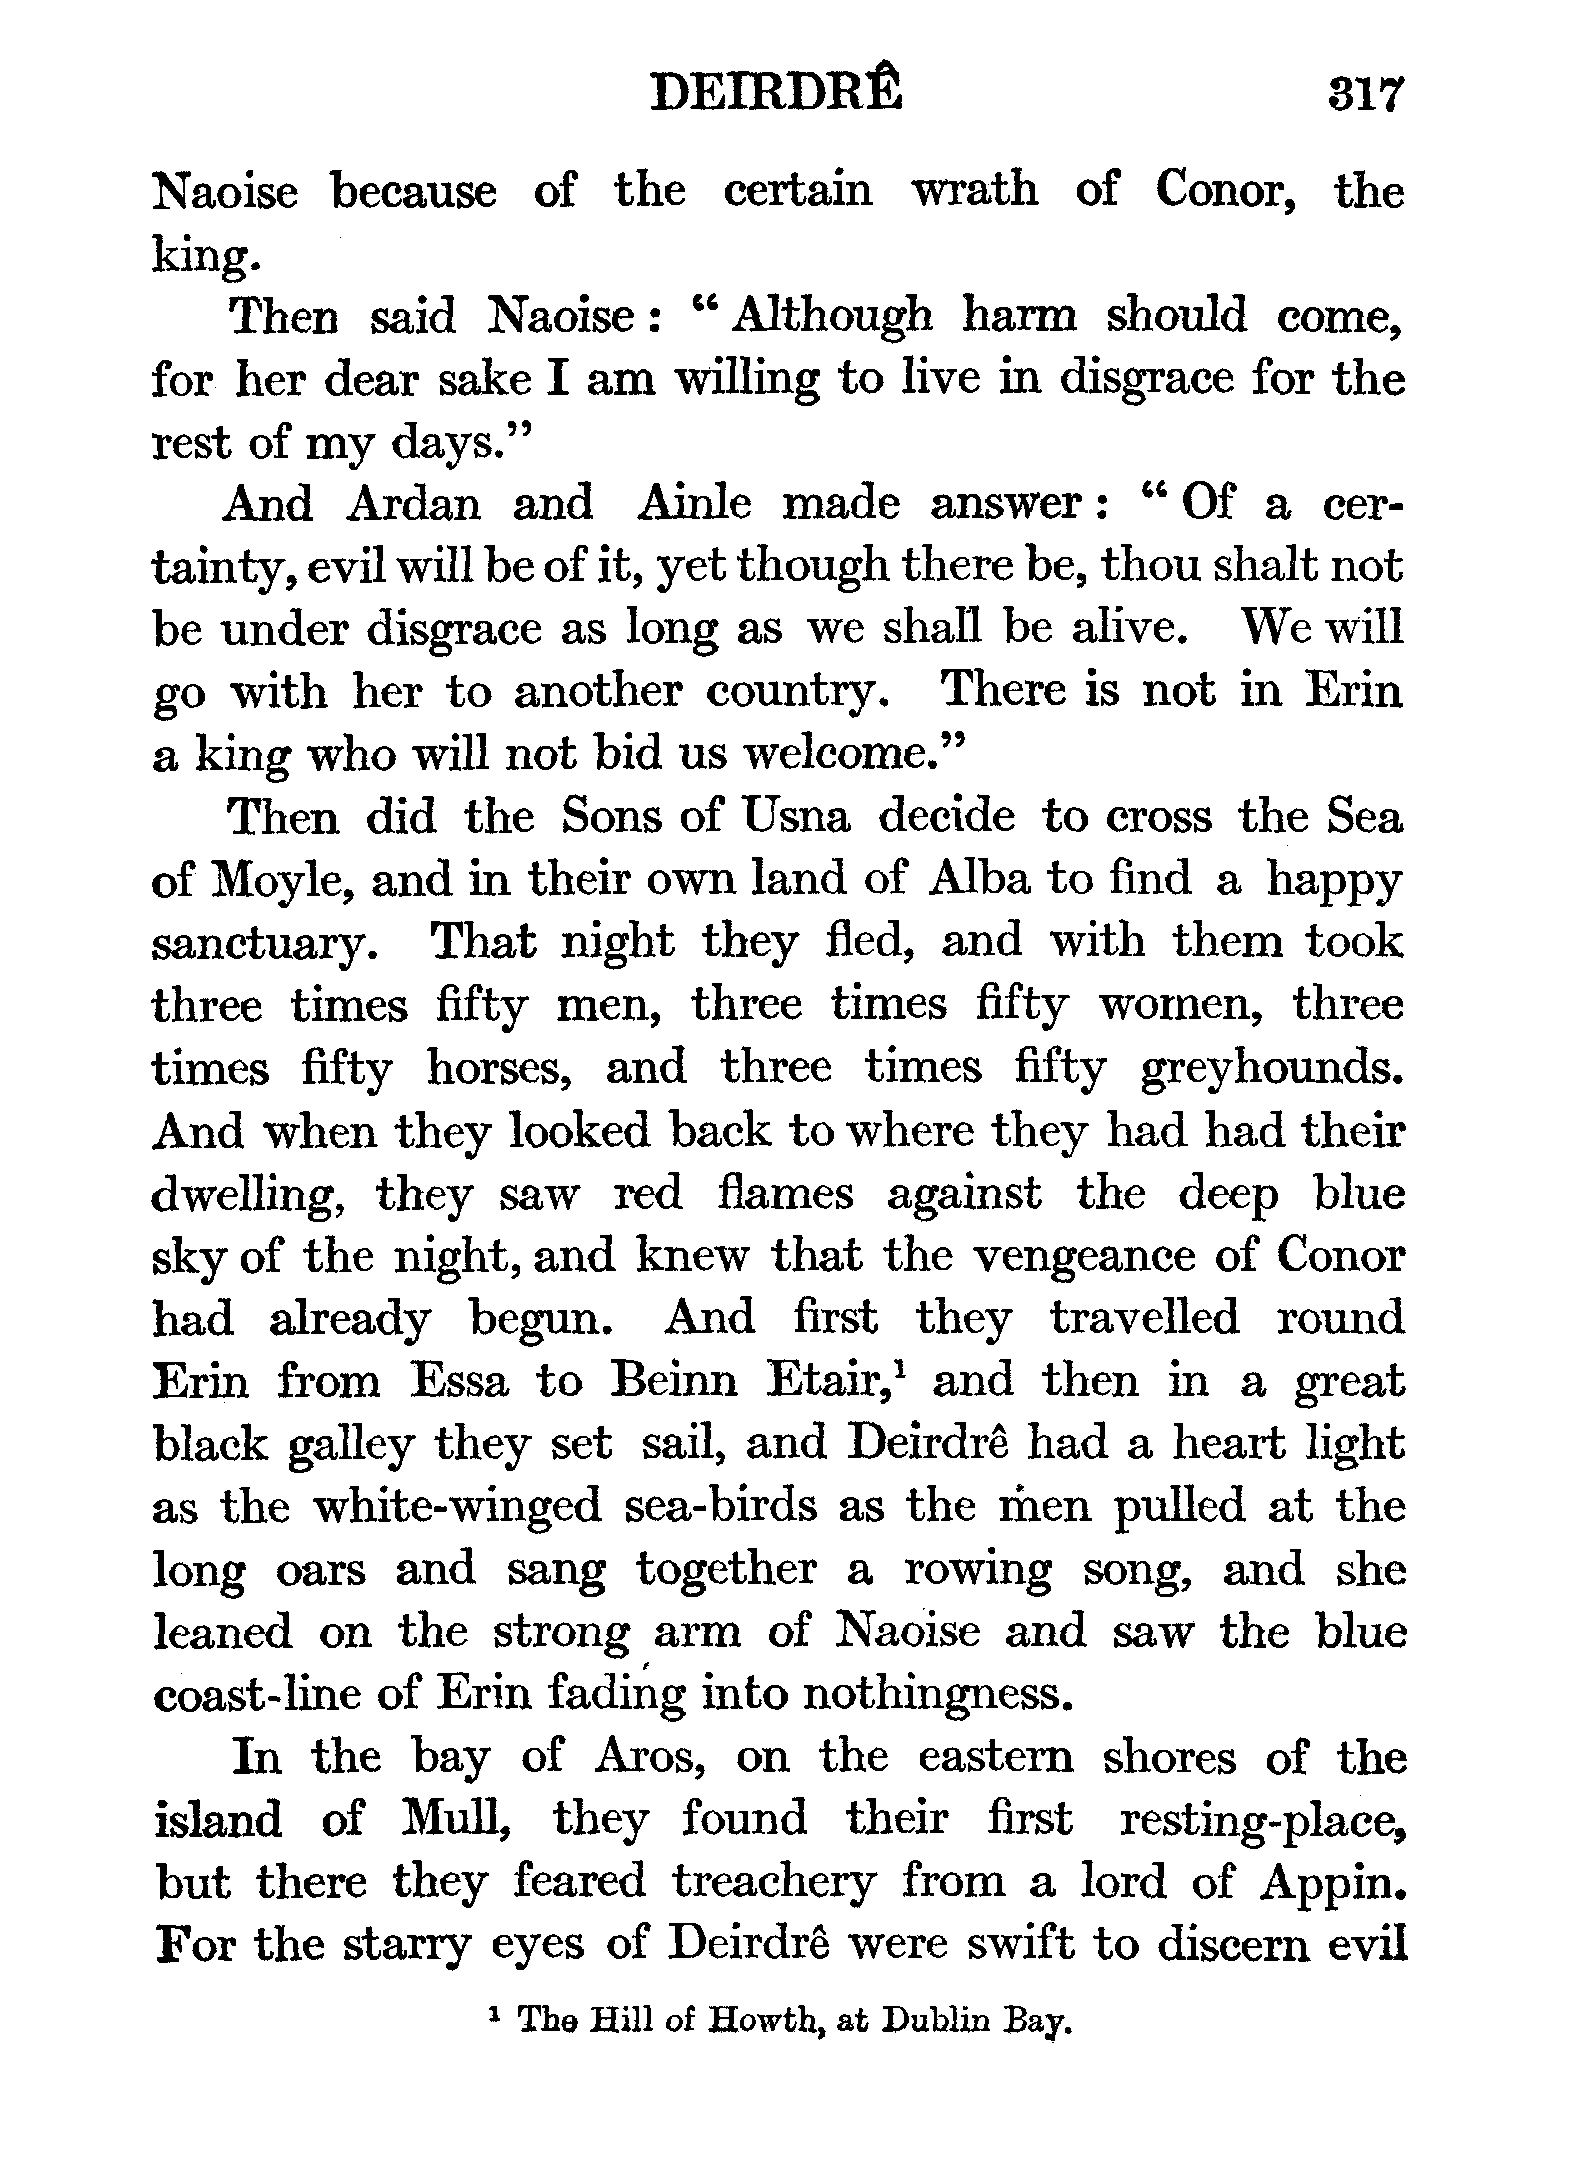 DEIRDRÊ 317
Naoise because of the certain wrath of Conor, the
king.
Then said Naoise : “ Although harm should come,
for her dear sake I am willing to live in disgrace for the
rest of my days.”
And Ardan and Ainle made answer : “ Of a cer-
tainty, evil will be of it, yet though there be, thou shalt not
be under disgrace as long as we shall be alive. We will
go with her to another country. There is not in Erin
a king who will not bid us welcome.”
Then did the Sons of Usna decide to cross the Sea
of Moyle, and in their own land of Alba to find a happy
sanctuary. That night they fled, and with them took
three times fifty men, three times fifty women, three
times fifty horses, and three times fifty greyhounds.
And when they looked back to where they had had their
dwelling, they saw red flames against the deep blue
sky of the night, and knew that the vengeance of Conor
had already begun. And first they travelled round
Erin from Essa to Beinn Etair,¹ and then in a great
black galley they set sail, and Deirdrê had a heart light
as the white-winged sea-birds as the men pulled at the
long oars and sang together a rowing song, and she
leaned on the strong arm of Naoise and saw the blue
coast-line of Erin fading into nothingness.
In the bay of Aros, on the eastern shores of the
island of Mull, they found their first resting-place,
but there they feared treachery from a lord of Appin.
For the starry eyes of Deirdrê were swift to discern evil
¹ The Hill of Howth, at Dublin Bay.